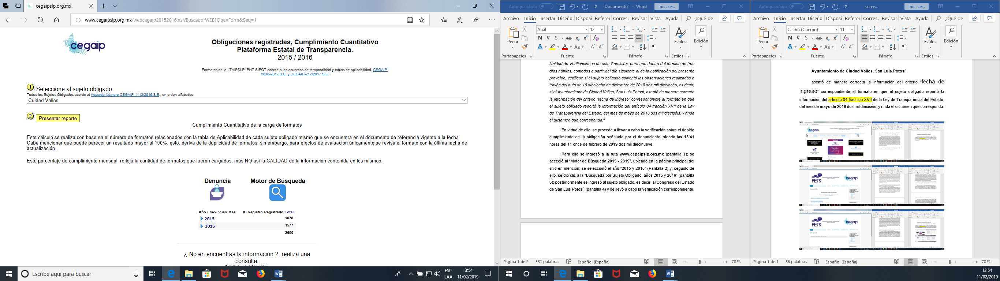 cegaipslp.org.mx
www.cegaipslp.org.mx/webcegaip20152016.nsf/BuscadorWEB?OpenForm&Seq=1
cegaip
Obligaciones registradas, Cumplimiento Cuantitativo
Plataforma Estatal de Transparencia.
2015 / 2016
Formatos de la LTAIPSLP, PNT-SIPOT acorde a los acuerdos de temporalidad y tablas de aplicabilidad, CEGAIP-
2016-2017 S.E. y CEGAIP-212/2017 S.E.
1 Seleccione al sujeto obligado
Todos los Sujetos Obligados acorde al Acuerdo Número CEGAIP-1113/2016.S.E., en orden alfabético
Cuidad Valles
2 Presentar reporte
Cumplimiento Cuantitativo de la carga de formatos
Este cálculo se realiza con base en el número de formatos relacionados con la tabla de Aplicabilidad de cada sujeto obligado mismo que se encuentra en el documento de referencia vigente a la fecha.
Cabe mencionar que puede parecer un resultado mayor al 100%, esto, deriva de la duplicidad de formatos, sin embargo, para efectos de evaluación únicamente se revisa el formato con la última fecha de
actualización.
Este porcentaje de cumplimiento mensual, refleja la cantidad de formatos que fueron cargados, más NO así la CALIDAD de la información contenida en los mismos.
Denuncia Motor de Búsqueda
Año Frac-Inciso Mes ID Registro Registrado Total
2015 1078
2016 1577
2655
¿ No en encuentras la información ?, realiza una
consulta.
Escribe aquí para buscar
ESP
LAA
13:54
11/02/2019
Autoguardado Documento1 - Word Inic. ses.
Archivo Inicio Insertar Diseño Disposi Referer Corresp Revisar Vista Ayuda ¿Qué de
Pegar
Arial 12
N K S ab x₂ x²
A A Aa A A
Estilos Edición
Portapapeles Fuente Párrafo Estilos
Unidad de Verificaciones de esta Comisión, para que dentro del término de tres
días hábiles, contados a partir del día siguiente al de la notificación del presente
proveído, verifique si el sujeto obligado solventó las observaciones realizadas a
través del auto de 18 dieciocho de diciembre de 2018 dos mil dieciocho, es decir,
si el Ayuntamiento de Ciudad Valles, San Luis Potosí, asentó de manera correcta
la información del criterio "fecha de ingreso" correspondiente al formato en que
el sujeto obligado reportó la información del artículo 84 fracción XVII de la Ley
de Transparencia del Estado, del mes de mayo de 2016 dos mil dieciséis, y rinda
el dictamen que corresponda."
En virtud de ello, se procede a llevar a cabo la verificación sobre el debido
cumplimiento de la obligación señalada por el denunciante, siendo las 13:41
horas del 11 once de febrero de 2019 dos mil diecinueve.
Para ello se ingresó a la ruta www.cegaipslp.org.mx (pantalla 1); se
accedió al "Motor de Búsqueda 2015 - 2019", ubicado en la página principal del
sitio en mención; se seleccionó el año "2015 y 2016" (Pantalla 2) y, seguido de
ello, se dio clic a la "Búsqueda por Sujeto Obligado, años 2015 y 2016" (pantalla
3); posteriormente se ingresó al sujeto obligado, es decir, al Congreso del Estado
de San Luis Potosí (pantalla 4) y se llevó a cabo la verificación correspondiente.
Página 1 de 2 331 palabras Español (España) 70 %
Autoguardado scree... Inic. ses.
Archivo Inicio Insertar Diseño Disposi Referer Corresp Revisar Vista Ayuda ¿Qué de
Pegar
Calibri (Cuerpo) 11
N K S ab x₂ x²
A A Aa A A
Estilos Edición
Portapapeles Fuente Párrafo Estilos
Ayuntamiento de Ciudad Valles, San Luis Potosí
asentó de manera correcta la información del criterio "fecha de
ingreso" correspondiente al formato en que el sujeto obligado reportó la
información del artículo 84 fracción XVII de la Ley de Transparencia del Estado,
del mes de mayo de 2016 dos mil dieciséis, y rinda el dictamen que corresponda.
cegaip
PETS
PETS cegaip
PETS cegaip
Página 1 de 1 56 palabras Español (España) 70 %
13:54
11/02/2019